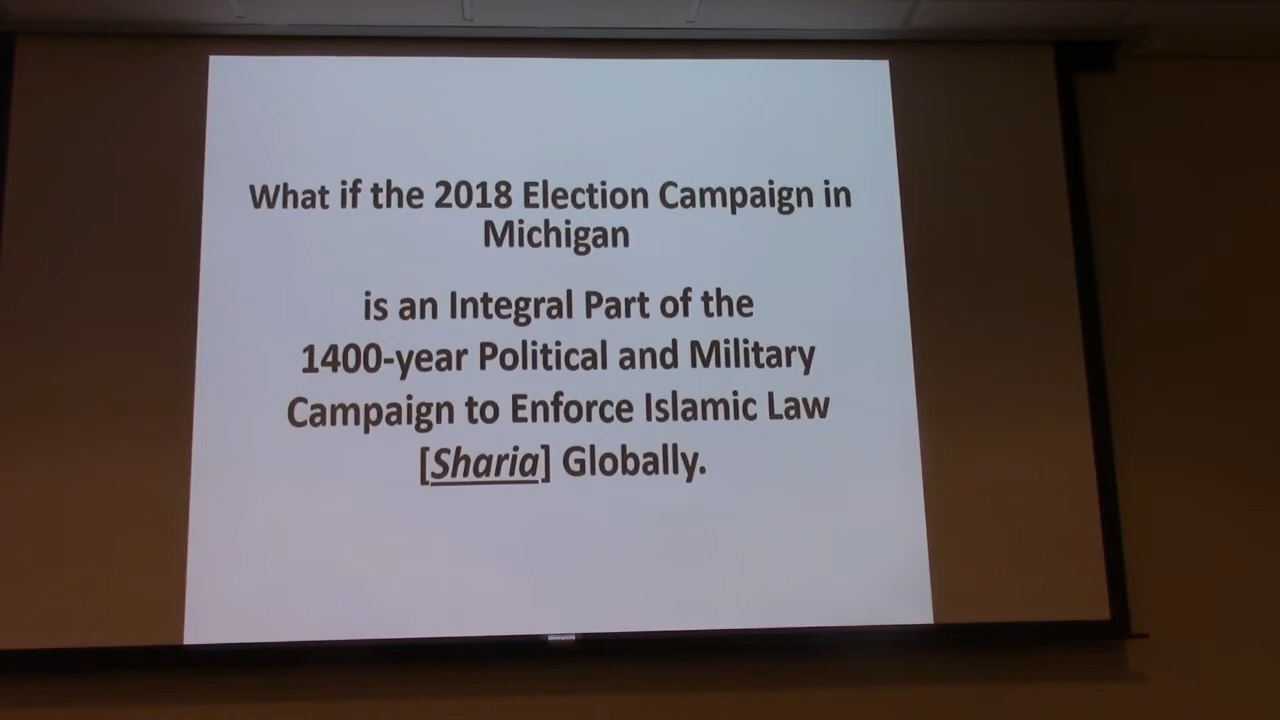 What if the 2018 Election Campaign in
Michigan
is an Integral Part of the
1400-year Political and Military
Campaign to Enforce Islamic Law
[Sharia] Globally.